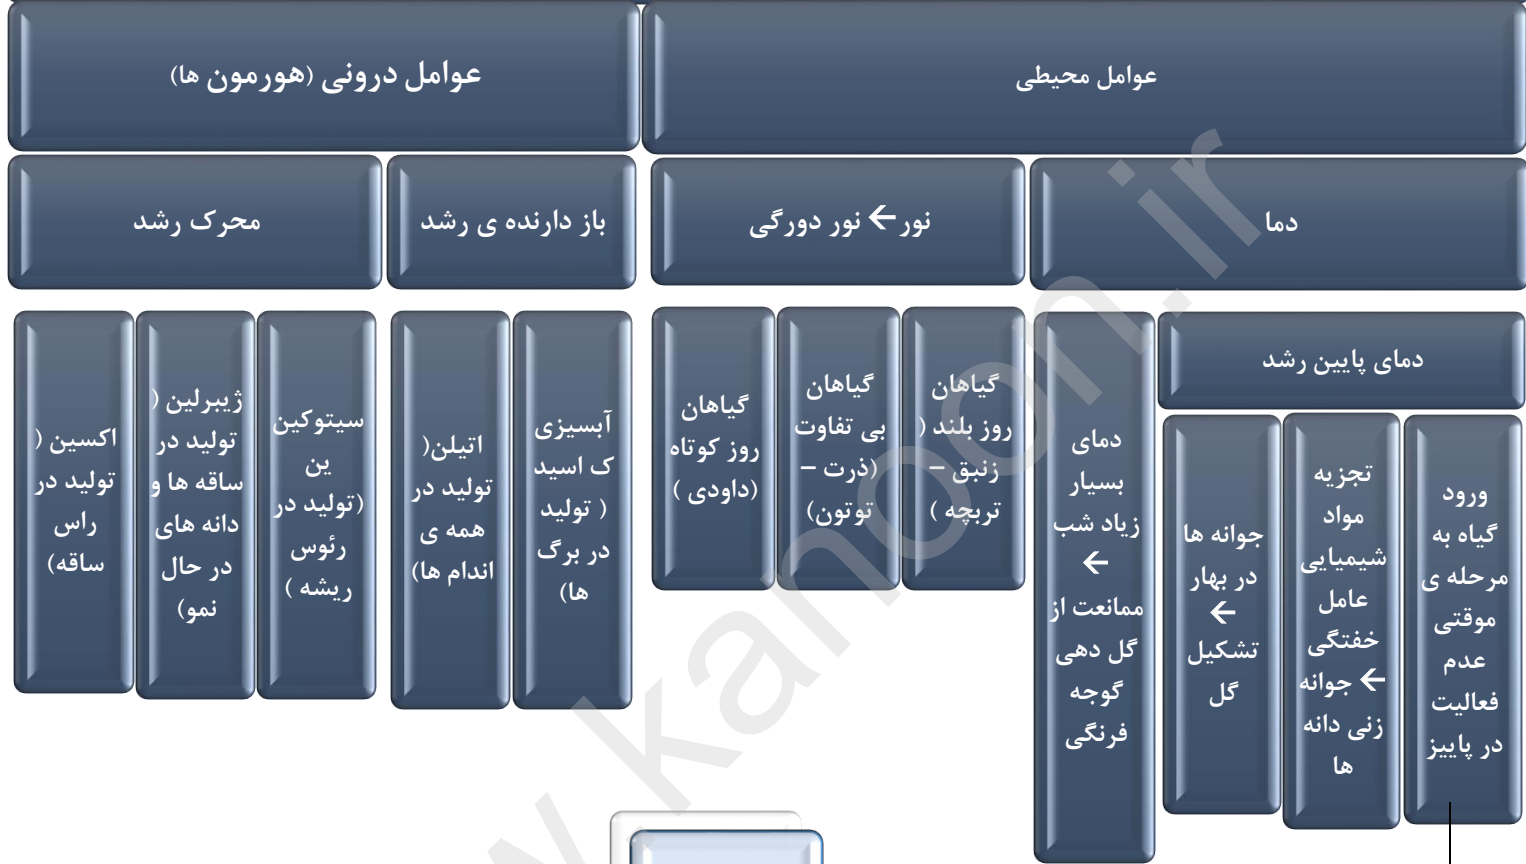 عوامل محیطی
عوامل درونی (هورمون ها)
دما
نور ← نور دورگی
باز دارنده ی رشد
محرک رشد
دمای پایین رشد
ورود
گیاه به
مرحله ی
موقتی
عدم
فعالیت
در پاییز
تجزیه
مواد
شیمیایی
عامل
خفتگی
← جوانه
زنی دانه
ها
جوانه ها
در بهار
←
تشکیل
گل
دمای
بسیار
زیاد شب
←
ممانعت از
گل دهی
گوجه
فرنگی
گیاهان
روز بلند (
زنبق –
تربچه )
گیاهان
بی تفاوت
(ذرت –
توتون)
گیاهان
روز کوتاه
(داودی )
آبسیزی
ک اسید
( تولید
در برگ
ها)
اتیلن(
تولید در
همه ی
اندام ها)
سیتوکین
ین
(تولید در
رئوس
ریشه )
ژیبرلین (
تولید در
ساقه ها و
دانه های
در حال
نمو)
اکسین (
تولید در
راس
ساقه)
w.kanoon.ir